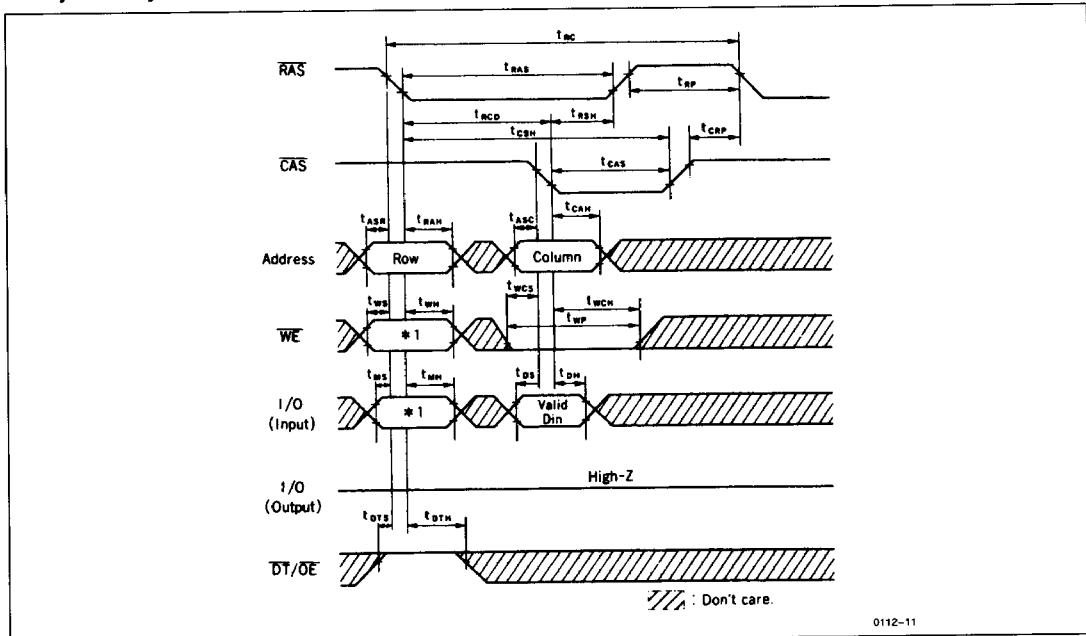 tRC
RAS
tRAS
tRP
tRCD
tRSH
tCSH
tCRP
CAS
tCAS
tASR
tRAH
tASC
tCAH
Address
Row
Column
tWCS
tWS
tWH
tWCH
tWP
WE
*1
tMS
tMH
tDS
tDH
I/O
(Input)
*1
Valid
Din
High-Z
I/O
(Output)
tDTS
tDTH
DT/OE
: Don't care.
0112-11